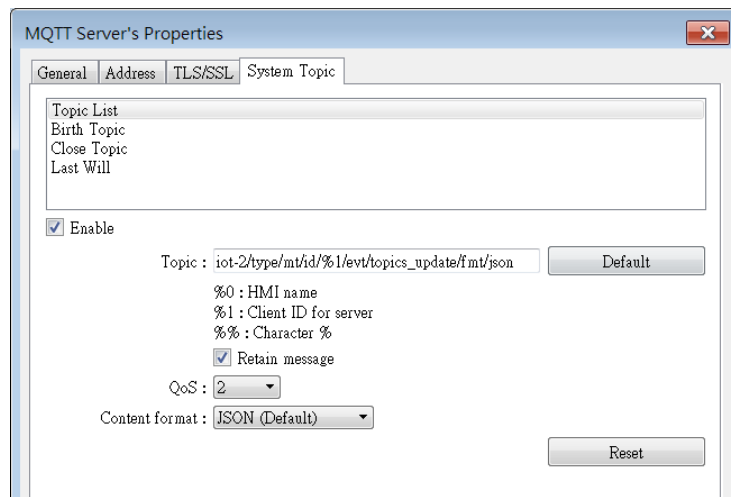 MQTT Server's Properties
General Address TLS/SSL System Topic
Topic List
Birth Topic
Close Topic
Last Will
Enable
Topic : iot-2/type/mt/id/%1/evt/topics_update/fmt/json Default
%0 : HMI name
%1 : Client ID for server
%% : Character %
Retain message
QoS : 2
Content format : JSON (Default)
Reset